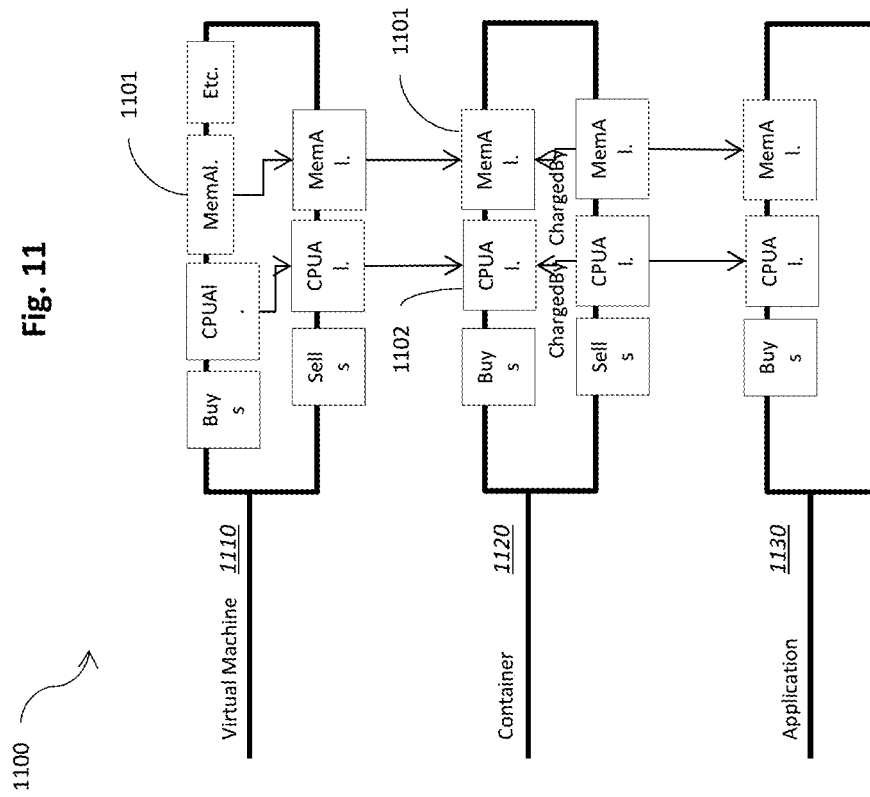 Fig. 11
1100
1101
Buy
s
CPUAl
.
MemAl.
Etc.
Virtual Machine
1110
Sell
s
CPUA
l.
MemA
l.
1102
1101
Buy
s
CPUA
l.
MemA
l.
Container
1120
ChargedBy
ChargedBy
Sell
s
CPUA
l.
MemA
l.
Buy
s
CPUA
l.
MemA
l.
Application
1130